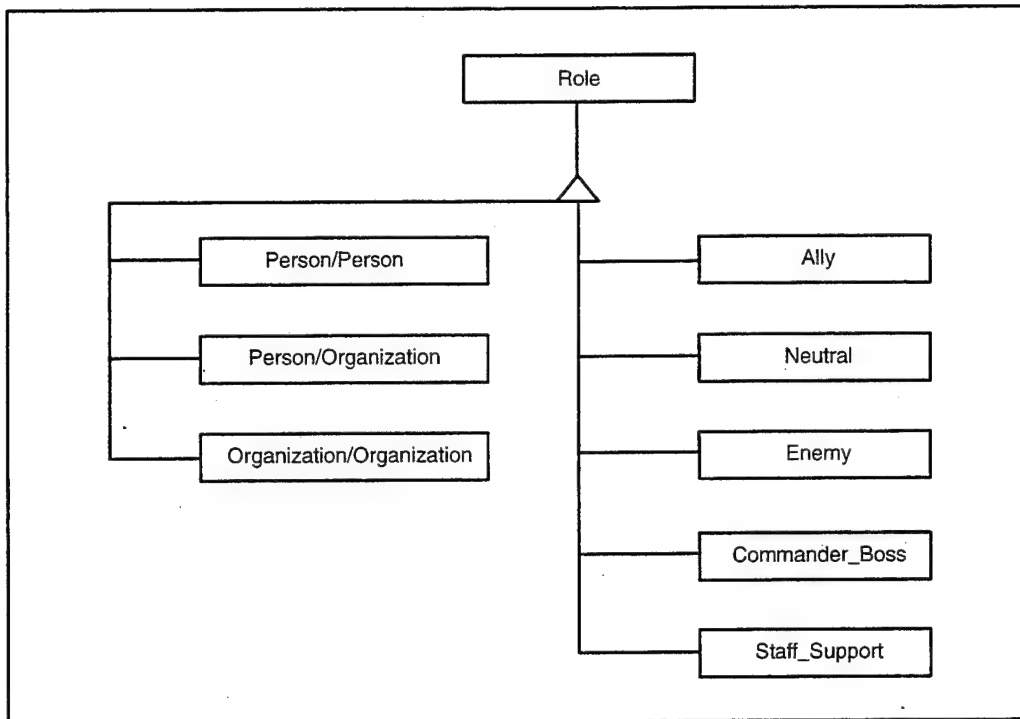 Role
Person/Person
Person/Organization
Organization/Organization
Ally
Neutral
Enemy
Commander_Boss
Staff_Support